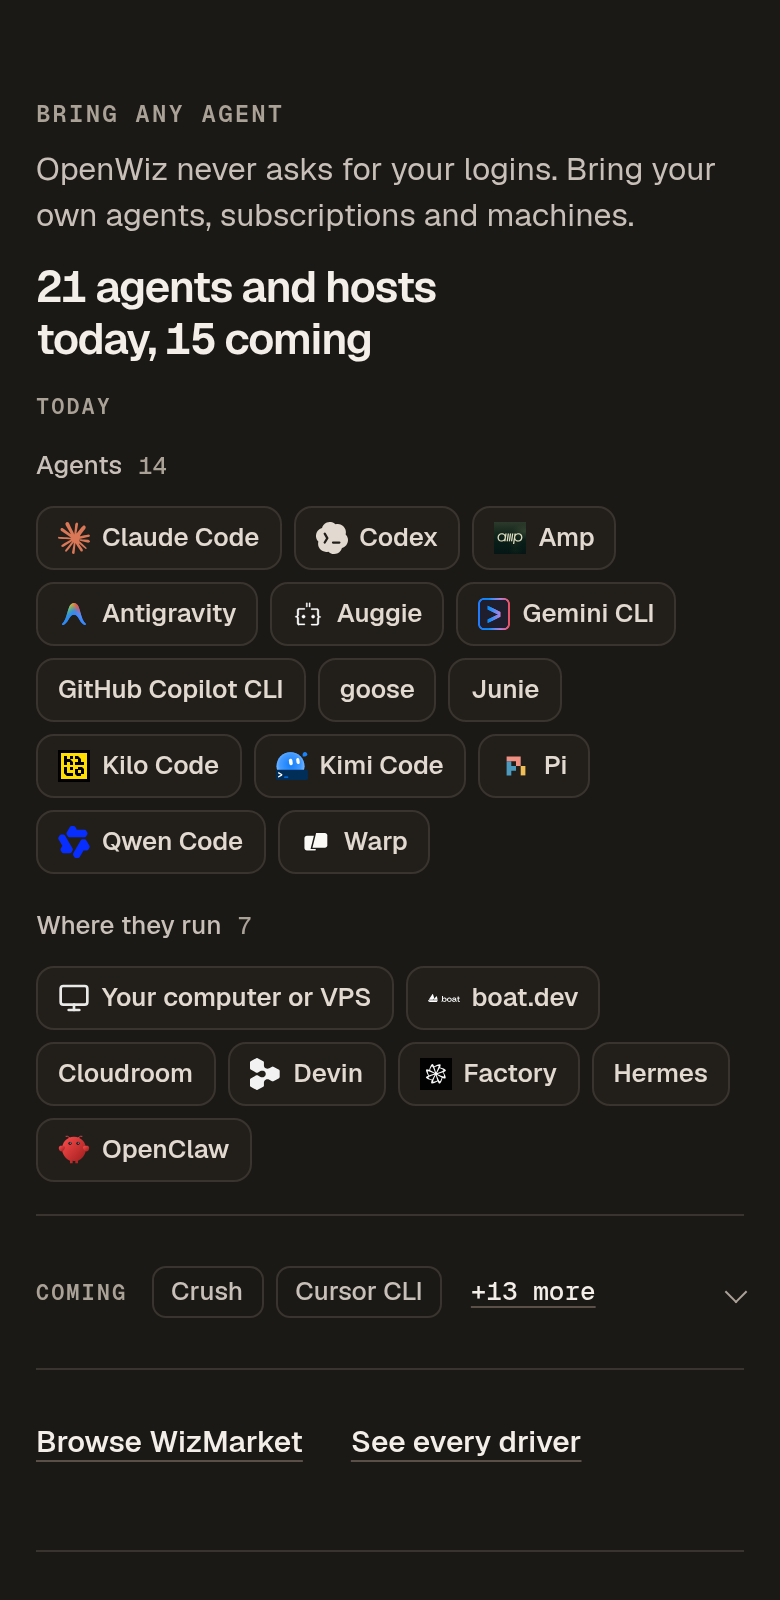 BRING ANY AGENT
OpenWiz never asks for your logins. Bring your
own agents, subscriptions and machines.
21 agents and hosts
today, 15 coming
TODAY
Agents 14
Claude Code Codex amp Amp
Antigravity Auggie Gemini CLI
GitHub Copilot CLI goose Junie
Kilo Code Kimi Code Pi
Qwen Code Warp
Where they run 7
Your computer or VPS boat boat.dev
Cloudroom Devin Factory Hermes
OpenClaw
COMING Crush Cursor CLI +13 more
Browse WizMarket See every driver